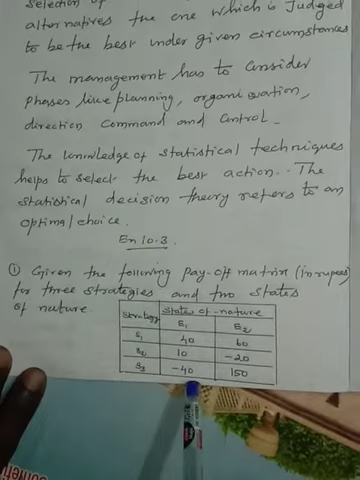 selection of
alternatives the one which is Judged
to be the best under given circumstances
The management has to consider
phases like planning, organization,
direction command and control.
The knowledge of statistical techniques
helps to select the best action. The
statistical decision theory refers to an
optimal choice.
En 10.3.
① Given the following pay-off matrix (in rupees)
for three strategies and two states
of nature
Strategy States of nature
E1 E2
S1 40 60
S2 10 -20
S3 -40 150